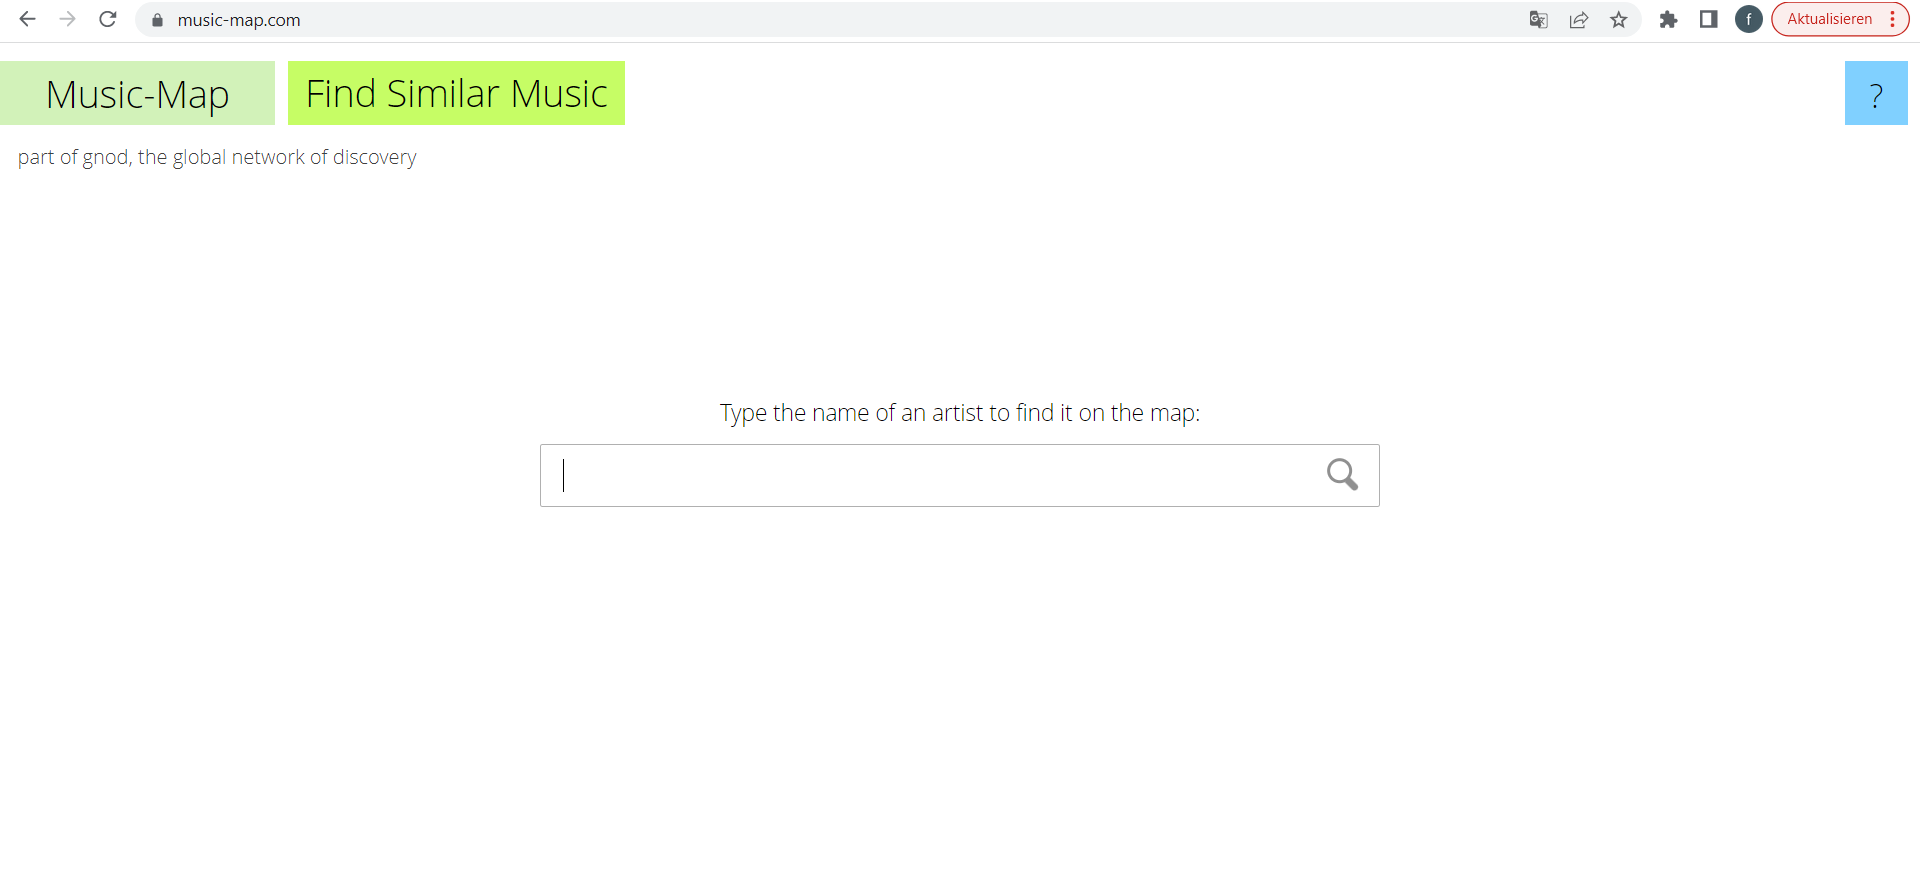 music-map.com
f
Aktualisieren
Music-Map
Find Similar Music
?
part of gnod, the global network of discovery
Type the name of an artist to find it on the map: